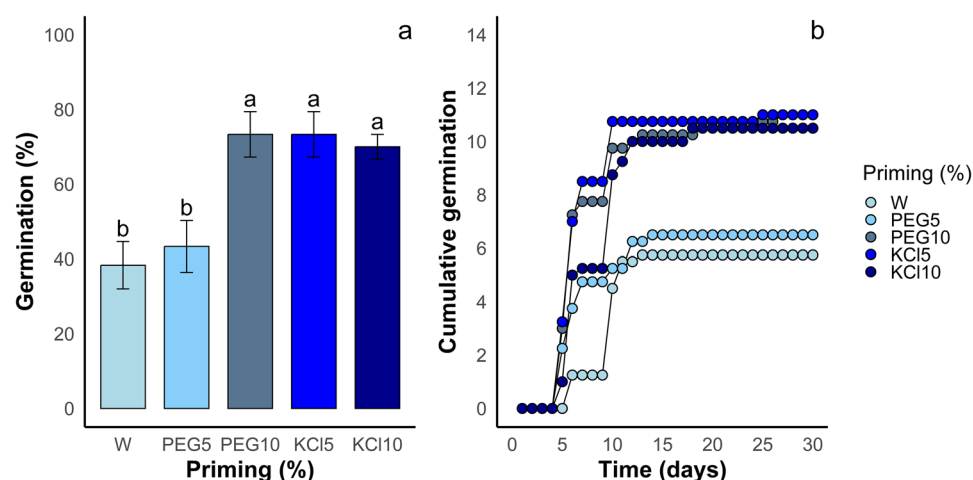 a
100
80
60
40
20
0
Germination (%)
b
b
a
a
a
W
PEG5
PEG10
KCl5
KCl10
Priming (%)
b
14
12
10
8
6
4
2
0
Cumulative germination
0
5
10
15
20
25
30
Time (days)
Priming (%)
W
PEG5
PEG10
KCl5
KCl10